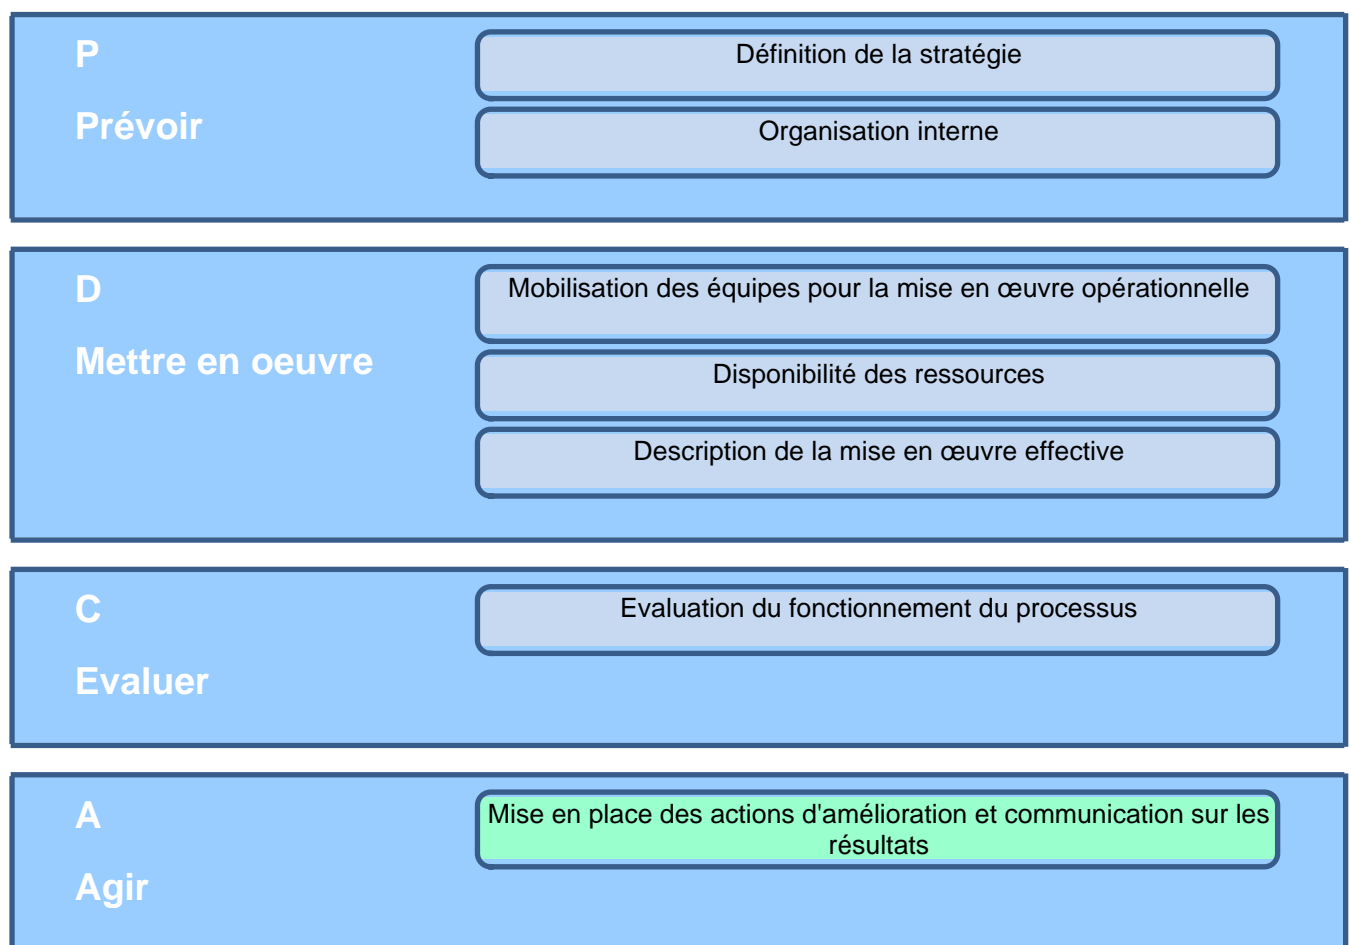 P
Définition de la stratégie
Prévoir
Organisation interne
D
Mobilisation des équipes pour la mise en œuvre opérationnelle
Mettre en oeuvre
Disponibilité des ressources
Description de la mise en œuvre effective
C
Evaluation du fonctionnement du processus
Evaluer
A
Mise en place des actions d'amélioration et communication sur les
résultats
Agir